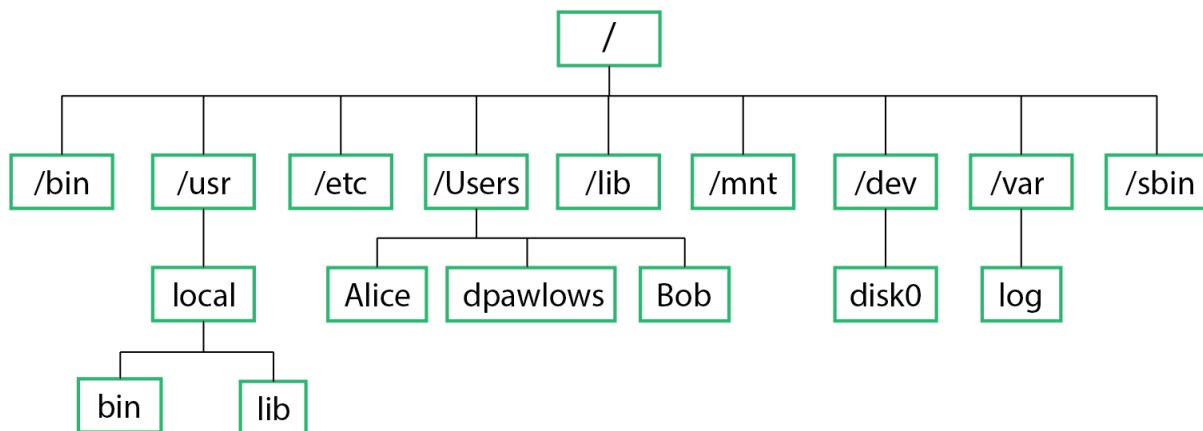 /
/bin /usr /etc /Users /lib /mnt /dev /var /sbin
local Alice dpawlows Bob disk0 log
bin lib